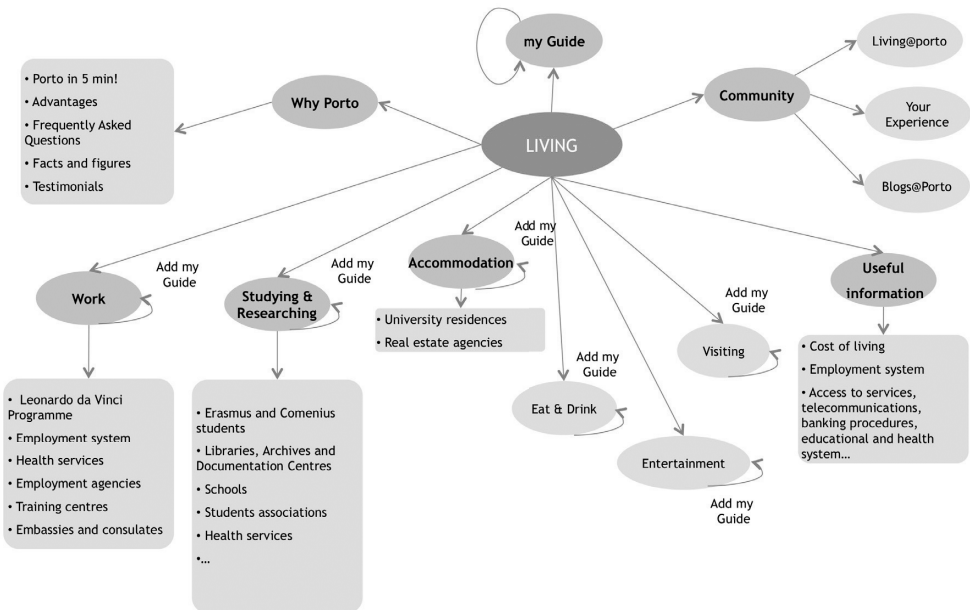 my Guide
Living@porto
• Porto in 5 min!
• Advantages
• Frequently Asked
Questions
• Facts and figures
• Testimonials
Why Porto
Community
Your
Experience
LIVING
Blogs@Porto
Add my
Guide
Work
Add my
Guide
Studying &
Researching
Add my
Guide
Accommodation
• University residences
• Real estate agencies
Add my
Guide
Visiting
Useful
information
Add my
Guide
Eat & Drink
Entertainment
Add my
Guide
• Cost of living
• Employment system
• Access to services,
telecommunications,
banking procedures,
educational and health
system…
• Leonardo da Vinci
Programme
• Employment system
• Health services
• Employment agencies
• Training centres
• Embassies and consulates
• Erasmus and Comenius
students
• Libraries, Archives and
Documentation Centres
• Schools
• Students associations
• Health services
•…